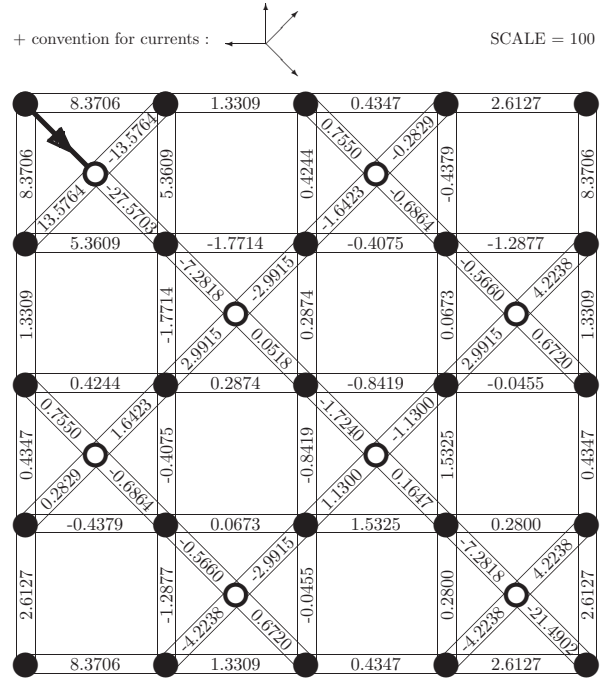 + convention for currents :
SCALE = 100
8.3706 1.3309 0.4347 2.6127
-13.5764 0.7550 -0.2829
8.3706 5.3609 0.4244 -0.4379 8.3706
13.5764 -27.5703 -1.6423 -0.6864
5.3609 -1.7714 -0.4075 -1.2877
-7.2818 -2.9915 -0.5660 4.2238
1.3309 -1.7714 0.2874 0.0673 1.3309
2.9915 0.0518 2.9915 0.6720
0.4244 0.2874 -0.8419 -0.0455
0.7550 1.6423 -1.7240 -1.1300
0.4347 -0.4075 -0.8419 1.5325 0.4347
0.2829 -0.6864 1.1300 0.1647
-0.4379 0.0673 1.5325 0.2800
-0.5660 -2.9915 -7.2818 4.2238
2.6127 -1.2877 -0.0455 0.2800 2.6127
-4.2238 0.6720 -4.2238 -21.4902
8.3706 1.3309 0.4347 2.6127